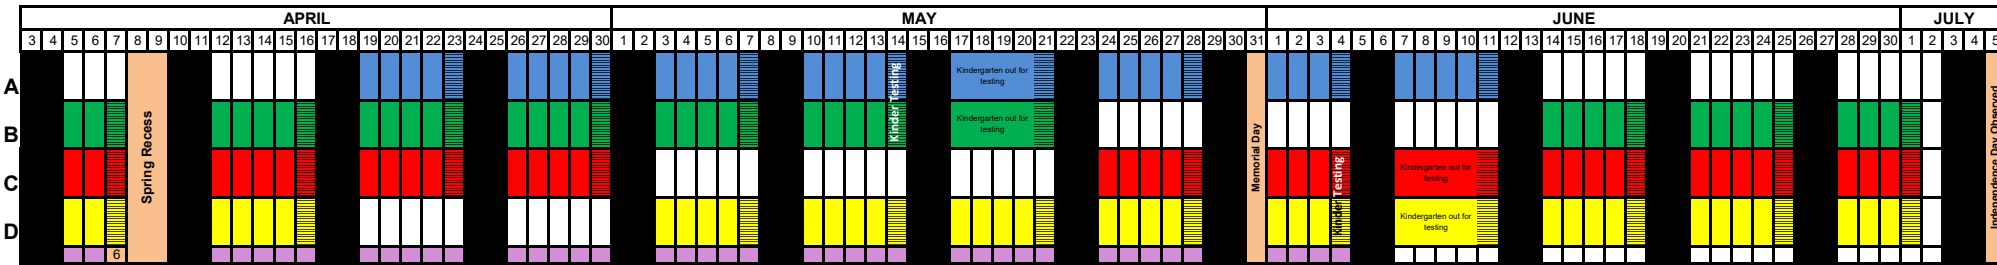 APRIL MAY JUNE JULY
3 4 5 6 7 8 9 10 11 12 13 14 15 16 17 18 19 20 21 22 23 24 25 26 27 28 29 30 1 2 3 4 5 6 7 8 9 10 11 12 13 14 15 16 17 18 19 20 21 22 23 24 25 26 27 28 29 30 31 1 2 3 4 5 6 7 8 9 10 11 12 13 14 15 16 17 18 19 20 21 22 23 24 25 26 27 28 29 30 1 2 3 4 5
A
B
C
D
Spring Recess
6
Kinder Testing
Kindergarten out for
testing
Kindergarten out for
testing
Memorial Day
Kinder Testing
Kindergarten out for
testing
Kindergarten out for
testing
Independence Day Observed